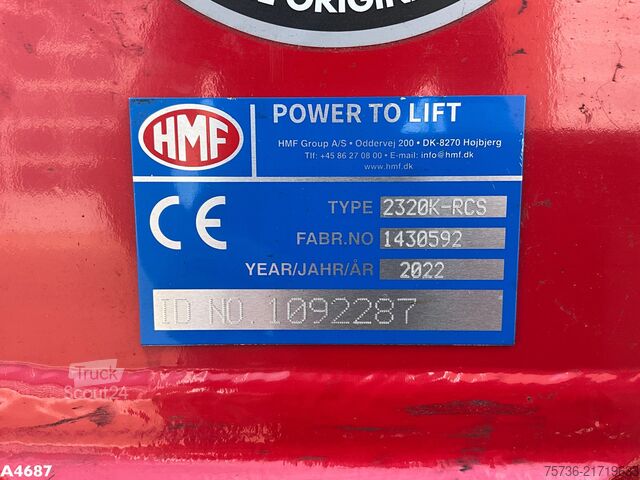 ORIGIN
HMF
POWER TO LIFT
HMF Group A/S • Oddervej 200 • DK-8270 Højbjerg
Tlf: +45 86 27 08 00 • E-mail: info@hmf.dk
www.hmf.dk
CE
TYPE 2320K-RCS
FABR.NO 1430592
YEAR/JAHR/ÅR 2022
ID NO. 1092287
Truck
Scout24
A4687